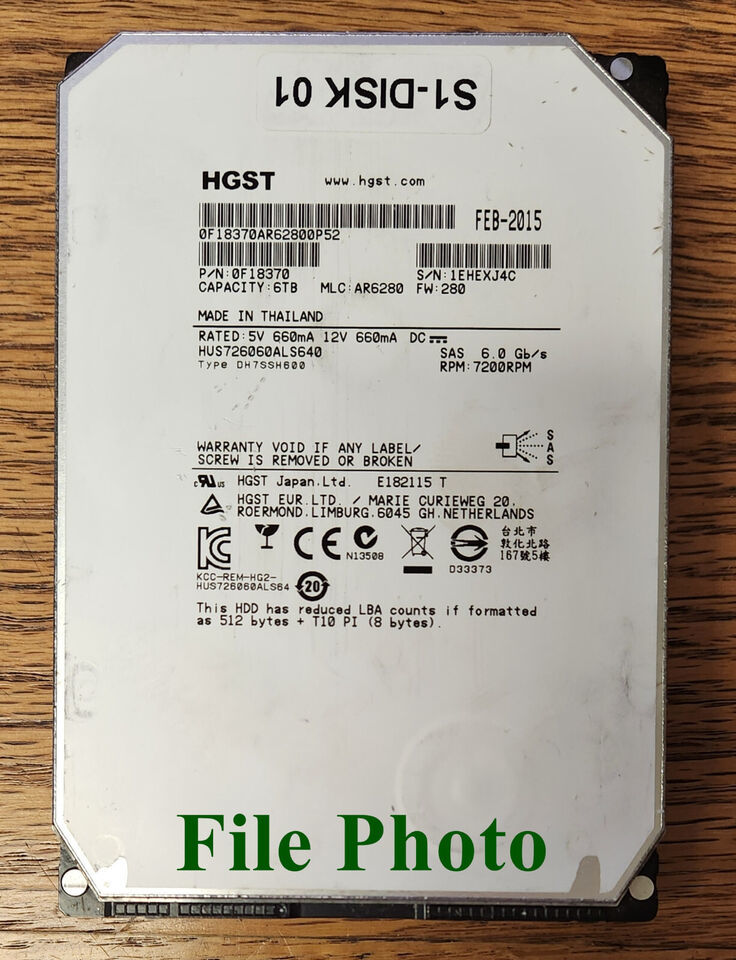 S1-DISK 01
HGST www.hgst.com
FEB-2015
0F18370AR62800P52
P/N:0F18370 S/N:1EHEXJ4C
CAPACITY:6TB MLC:AR6280 FW:280
MADE IN THAILAND
RATED:5V 660mA 12V 660mA DC
HUS726060ALS640 SAS 6.0 Gb/s
Type DH7SSH600 RPM:7200RPM
WARRANTY VOID IF ANY LABEL/
SCREW IS REMOVED OR BROKEN
SAS
c RU us HGST Japan,Ltd. E182115 T
HGST EUR.LTD. / MARIE CURIEWEG 20,
ROERMOND,LIMBURG,6045 GH,NETHERLANDS
CE N13508 D33373
台北市
敦化北路
167號5樓
KCC-REM-HG2-
HUS726060ALS64 20
This HDD has reduced LBA counts if formatted
as 512 bytes + T10 PI (8 bytes).
File Photo